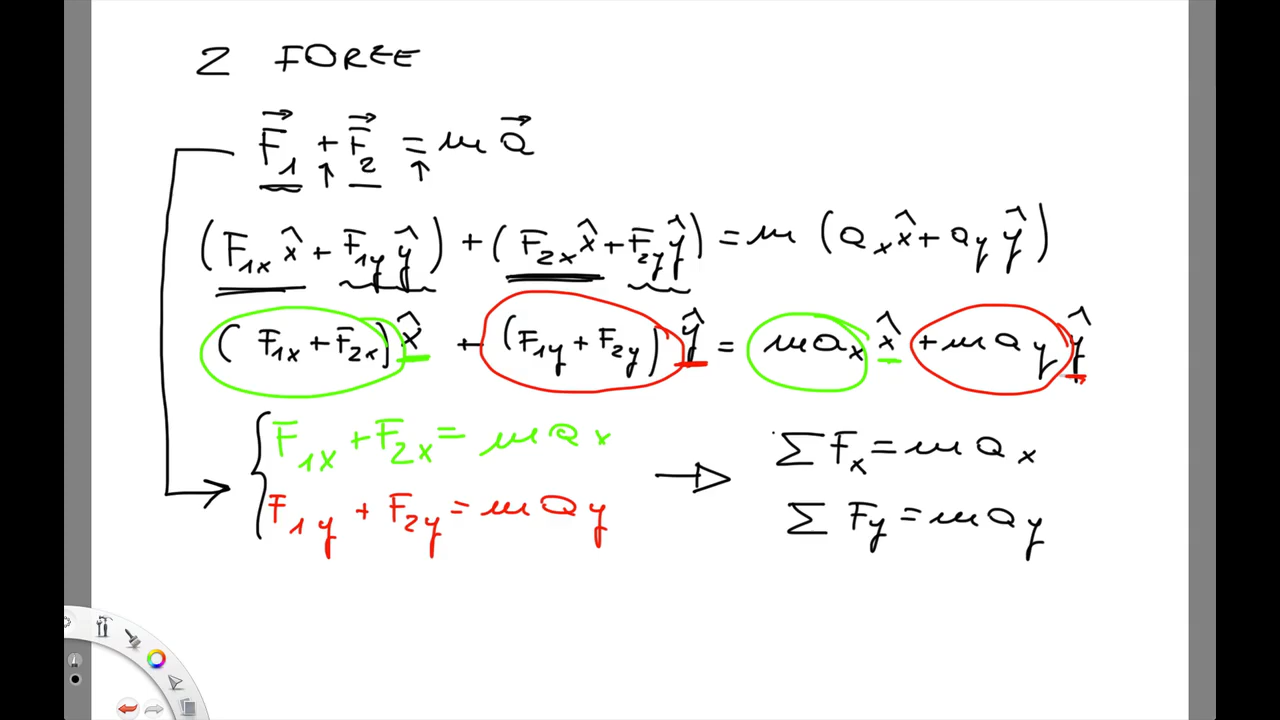 2 FORZE
F⃗₁ + F⃗₂ = m a⃗
(F₁ₓ x̂ + F₁y ŷ) + (F₂ₓ x̂ + F₂y ŷ) = m (aₓ x̂ + ay ŷ)
(F₁ₓ + F₂ₓ) x̂ + (F₁y + F₂y) ŷ = m aₓ x̂ + m ay ŷ
F₁ₓ + F₂ₓ = m aₓ → Σ Fₓ = m aₓ
F₁y + F₂y = m ay Σ Fy = m ay